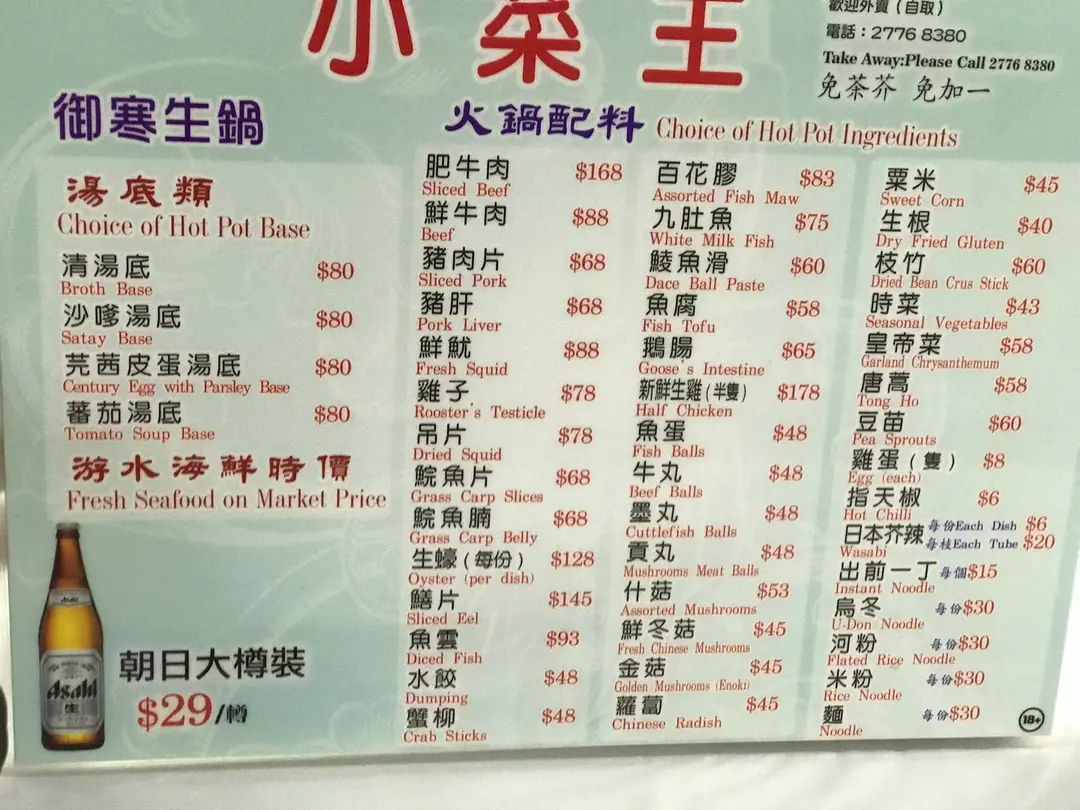 小菜王
歡迎外賣（自取）
電話：2776 8380
Take Away:Please Call 2776 8380
免茶芥 免加一
御寒生鍋
湯底類
Choice of Hot Pot Base
清湯底 $80
Broth Base
沙嗲湯底 $80
Satay Base
芫茜皮蛋湯底 $80
Century Egg with Parsley Base
蕃茄湯底 $80
Tomato Soup Base
游水海鮮時價
Fresh Seafood on Market Price
Asahi
生
朝日大樽裝
$29/樽
火鍋配料 Choice of Hot Pot Ingredients
肥牛肉 $168
Sliced Beef
鮮牛肉 $88
Beef
豬肉片 $68
Sliced Pork
豬肝 $68
Pork Liver
鮮魷 $88
Fresh Squid
雞子 $78
Rooster's Testicle
吊片 $78
Dried Squid
鯇魚片 $68
Grass Carp Slices
鯇魚腩 $68
Grass Carp Belly
生蠔（每份） $128
Oyster (per dish)
鱔片 $145
Sliced Eel
魚雲 $93
Diced Fish
水餃 $48
Dumping
蟹柳 $48
Crab Sticks
百花膠 $83
Assorted Fish Maw
九肚魚 $75
White Milk Fish
鯪魚滑 $60
Dace Ball Paste
魚腐 $58
Fish Tofu
鵝腸 $65
Goose's Intestine
新鮮生雞（半隻） $178
Half Chicken
魚蛋 $48
Fish Balls
牛丸 $48
Beef Balls
墨丸 $48
Cuttlefish Balls
貢丸 $48
Mushrooms Meat Balls
什菇 $53
Assorted Mushrooms
鮮冬菇 $45
Fresh Chinese Mushrooms
金菇 $45
Golden Mushrooms (Enoki)
蘿蔔 $45
Chinese Radish
粟米 $45
Sweet Corn
生根 $40
Dry Fried Gluten
枝竹 $60
Dried Bean Crus Stick
時菜 $43
Seasonal Vegetables
皇帝菜 $58
Garland Chrysanthemum
唐蒿 $58
Tong Ho
豆苗 $60
Pea Sprouts
雞蛋（隻） $8
Egg (each)
指天椒 $6
Hot Chilli
日本芥辣 每份Each Dish $6
每枝Each Tube $20
Wasabi
出前一丁 每個$15
Instant Noodle
烏冬 每份$30
U-Don Noodle
河粉 每份$30
Flated Rice Noodle
米粉 每份$30
Rice Noodle
麵 每份$30
Noodle
18+